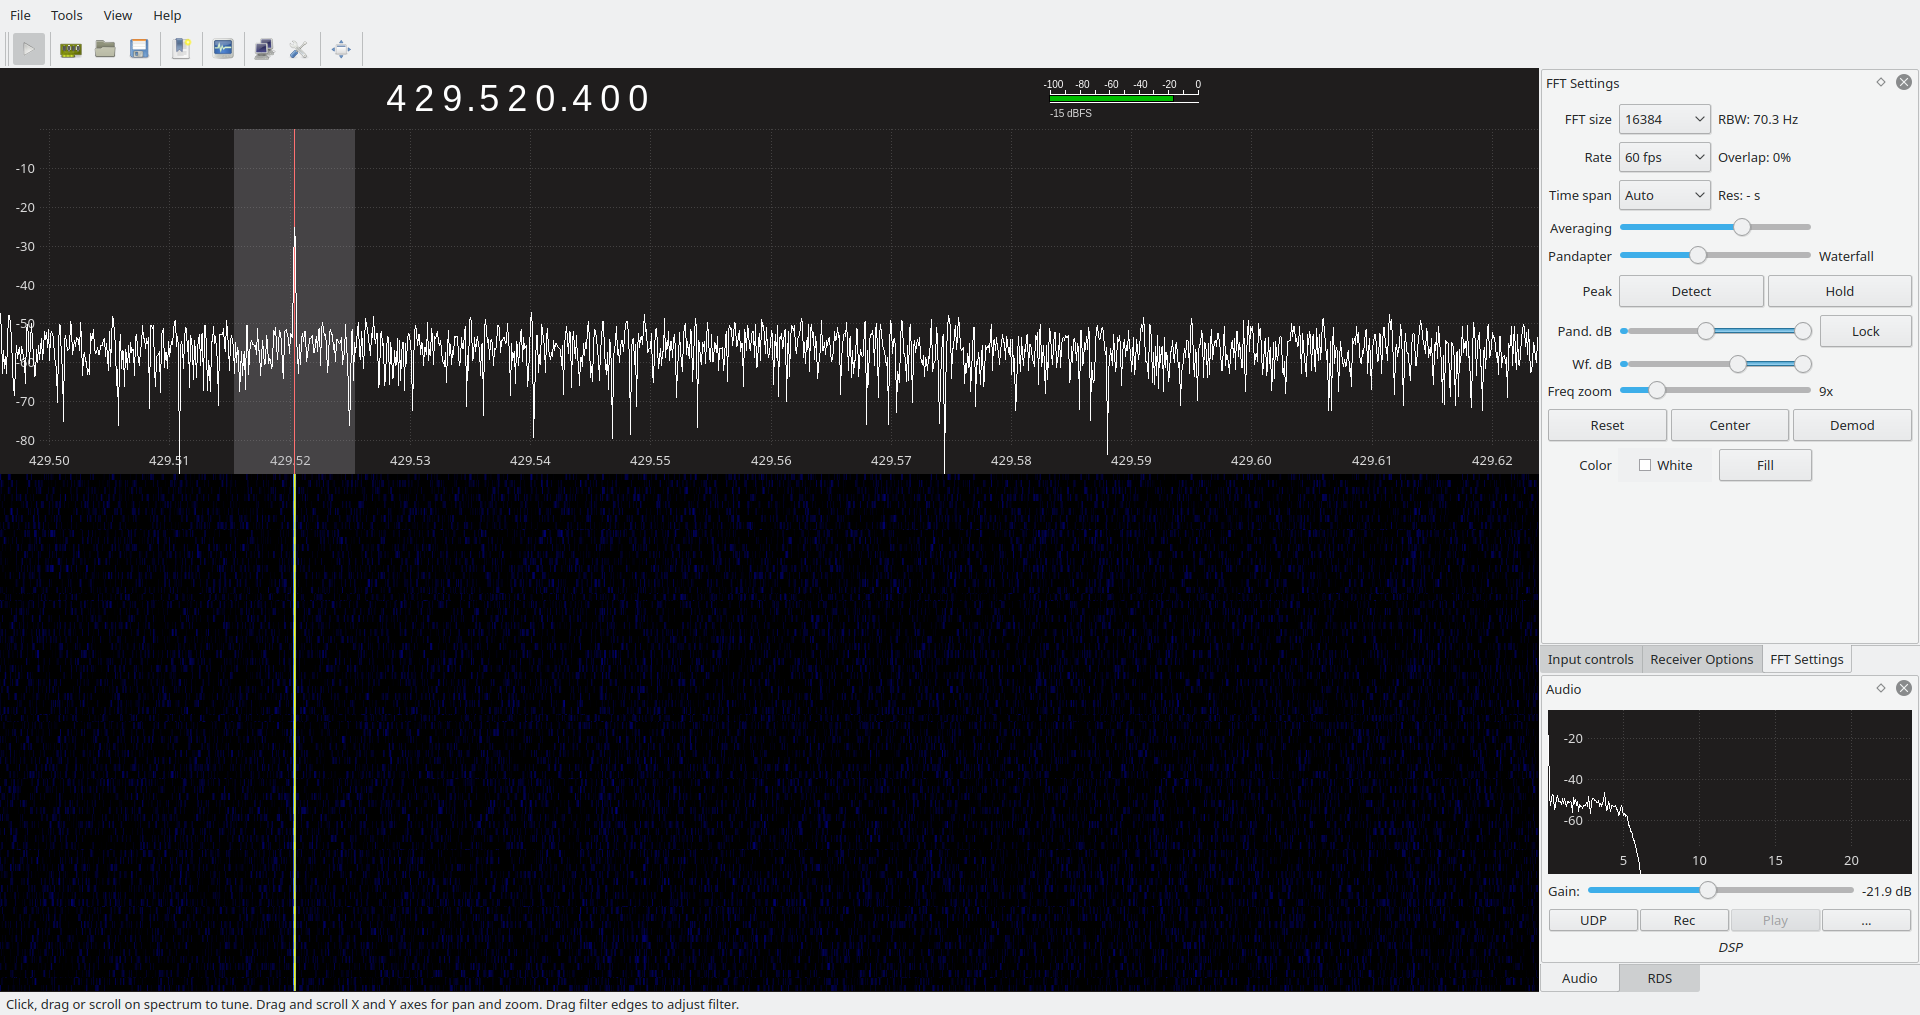 File Tools View Help
429.520.400
-100 -80 -60 -40 -20 0
-15 dBFS
-10
-20
-30
-40
-50
-60
-70
-80
429.50 429.51 429.52 429.53 429.54 429.55 429.56 429.57 429.58 429.59 429.60 429.61 429.62
FFT Settings
FFT size 16384 RBW: 70.3 Hz
Rate 60 fps Overlap: 0%
Time span Auto Res: - s
Averaging
Pandapter Waterfall
Peak Detect Hold
Pand. dB Lock
Wf. dB
Freq zoom 9x
Reset Center Demod
Color White Fill
Input controls Receiver Options FFT Settings
Audio
-20
-40
-60
5 10 15 20
Gain: -21.9 dB
UDP Rec Play ...
DSP
Audio RDS
Click, drag or scroll on spectrum to tune. Drag and scroll X and Y axes for pan and zoom. Drag filter edges to adjust filter.